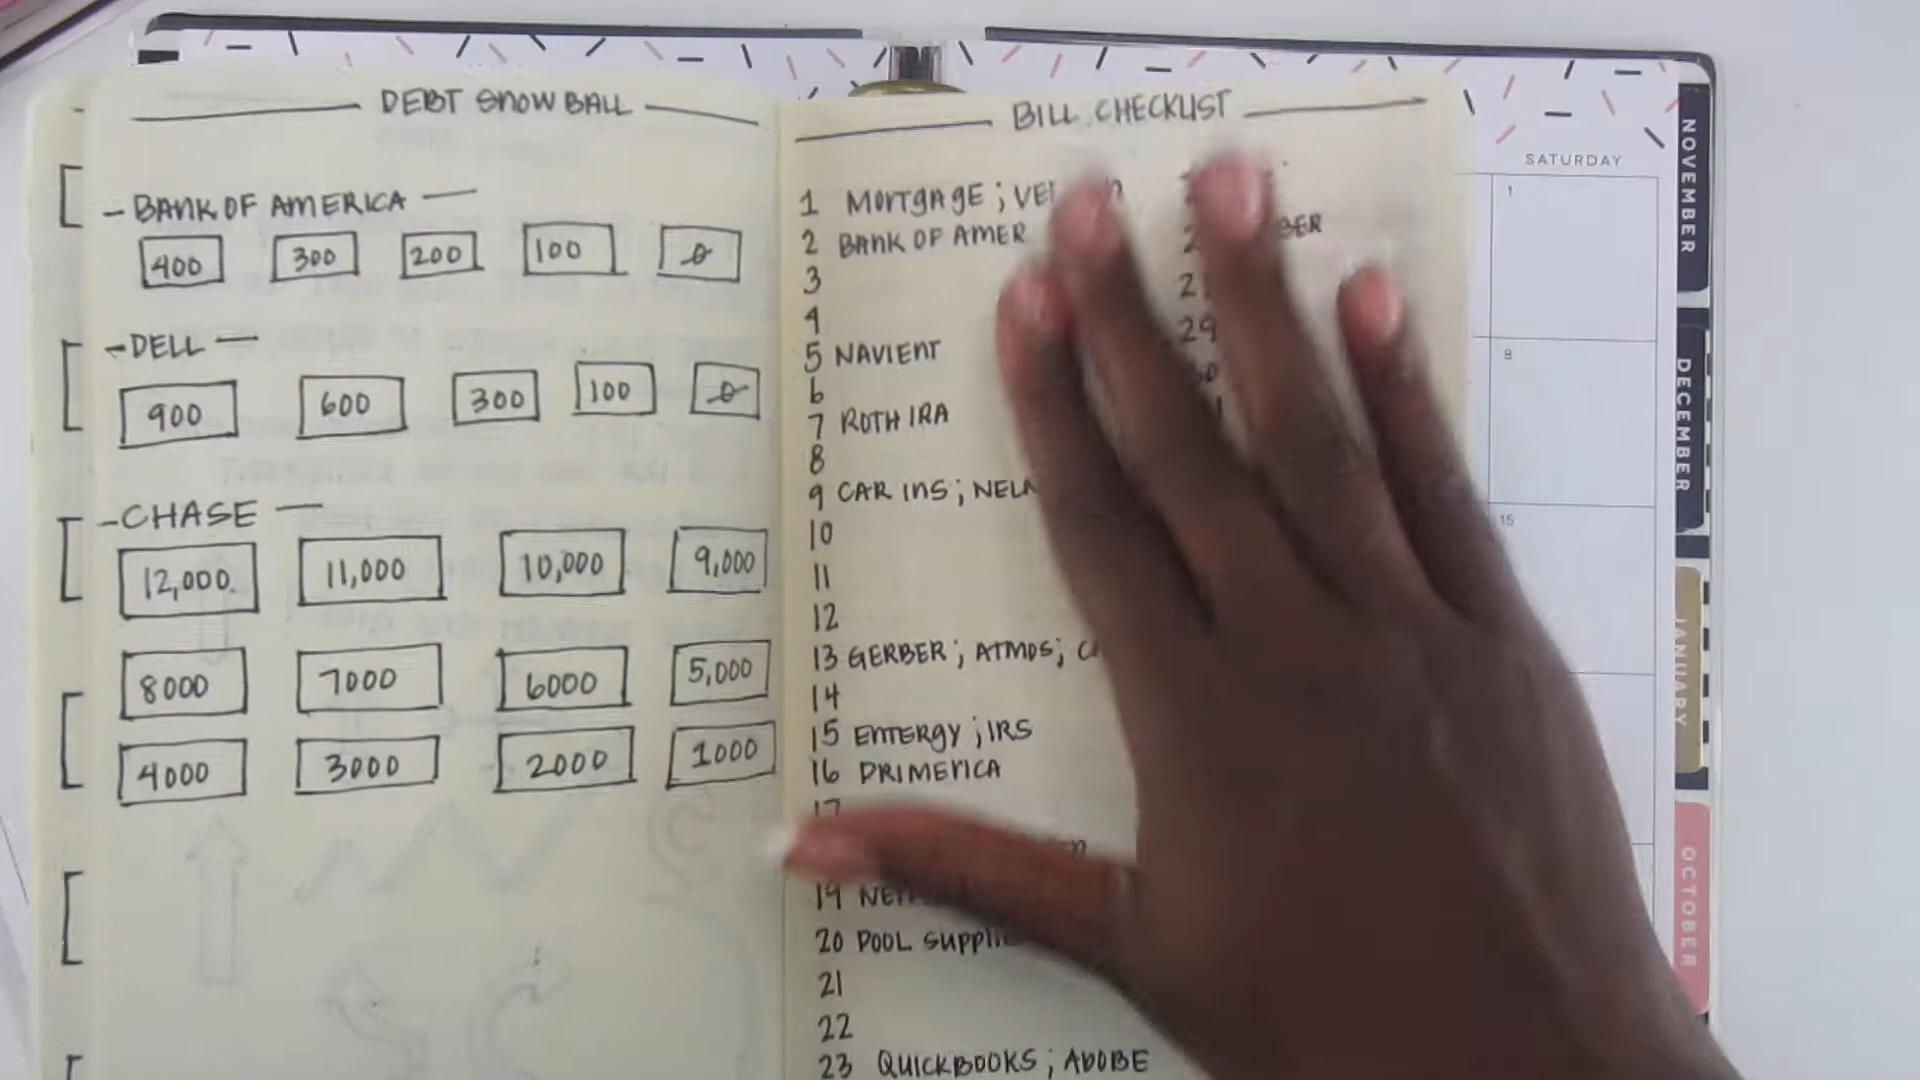 DEBT SNOWBALL
BANK OF AMERICA
400 300 200 100 0
DELL
900 600 300 100 0
CHASE
12,000 11,000 10,000 9,000
8000 7000 6000 5,000
4000 3000 2000 1000
BILL CHECKLIST
1 MORTGAGE;
2 BANK OF AMER
3
4
5 NAVIENT
6
7 ROTH IRA
8
9 CAR INS;
10
11
12
13 GERBER; ATMOS;
14
15 ENTERGY; IRS
16 PRIMERICA
17
19
20 POOL
21
22
23 QUICKBOOKS; ADOBE
29
SATURDAY
1
8
15
NOVEMBER
DECEMBER
JANUARY
OCTOBER